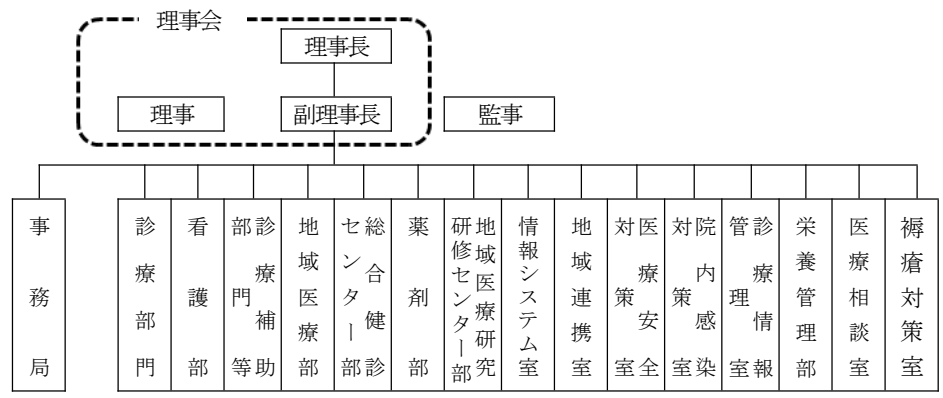 理事会
理事長
理事
副理事長
監事
事務局
診療部門
看護部
診療補助
部門等
地域医療部
総合健診
センター部
薬剤部
地域医療研究
研修センター部
情報システム室
地域連携室
医療安全
対策室
院内感染
対策室
診療情報
管理室
栄養管理部
医療相談室
褥瘡対策室